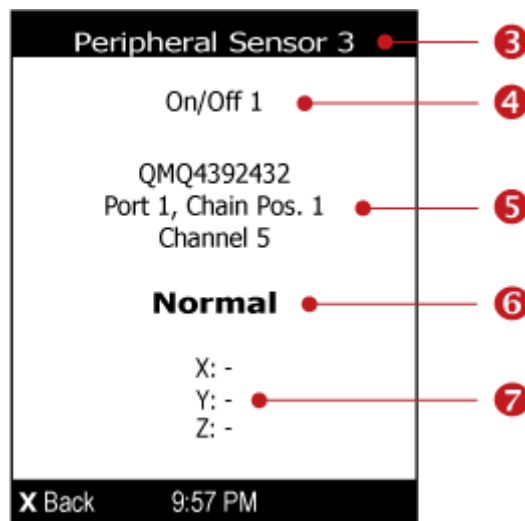 Peripheral Sensor 3
3
On/Off 1
4
QMQ4392432
Port 1, Chain Pos. 1
5
Channel 5
Normal
6
X: -
Y: -
7
Z: -
X Back 9:57 PM